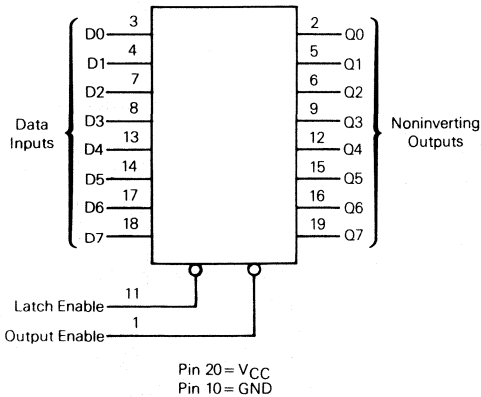 3 2
D0 Q0
4 5
D1 Q1
7 6
D2 Q2
8 9
D3 Q3
Data
Inputs
Noninverting
Outputs
13 12
D4 Q4
14 15
D5 Q5
17 16
D6 Q6
18 19
D7 Q7
11
Latch Enable
1
Output Enable
Pin 20 = VCC
Pin 10 = GND